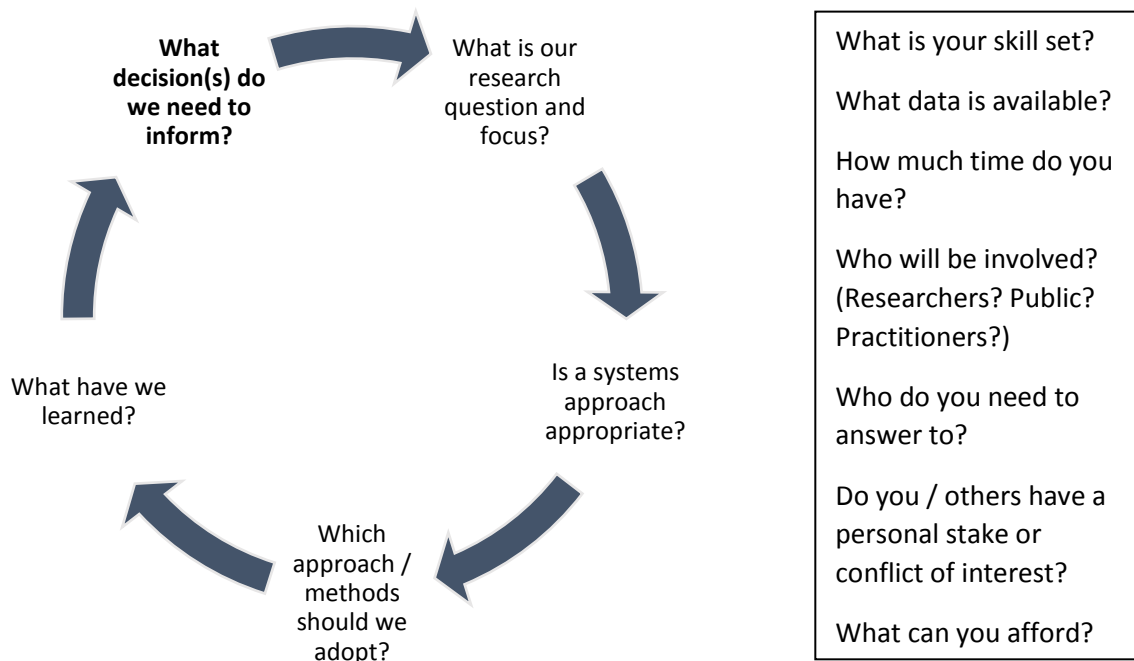 What
decision(s) do
we need to
inform?
What is our
research
question and
focus?
Is a systems
approach
appropriate?
Which
approach /
methods
should we
adopt?
What have we
learned?
What is your skill set?
What data is available?
How much time do you
have?
Who will be involved?
(Researchers? Public?
Practitioners?)
Who do you need to
answer to?
Do you / others have a
personal stake or
conflict of interest?
What can you afford?